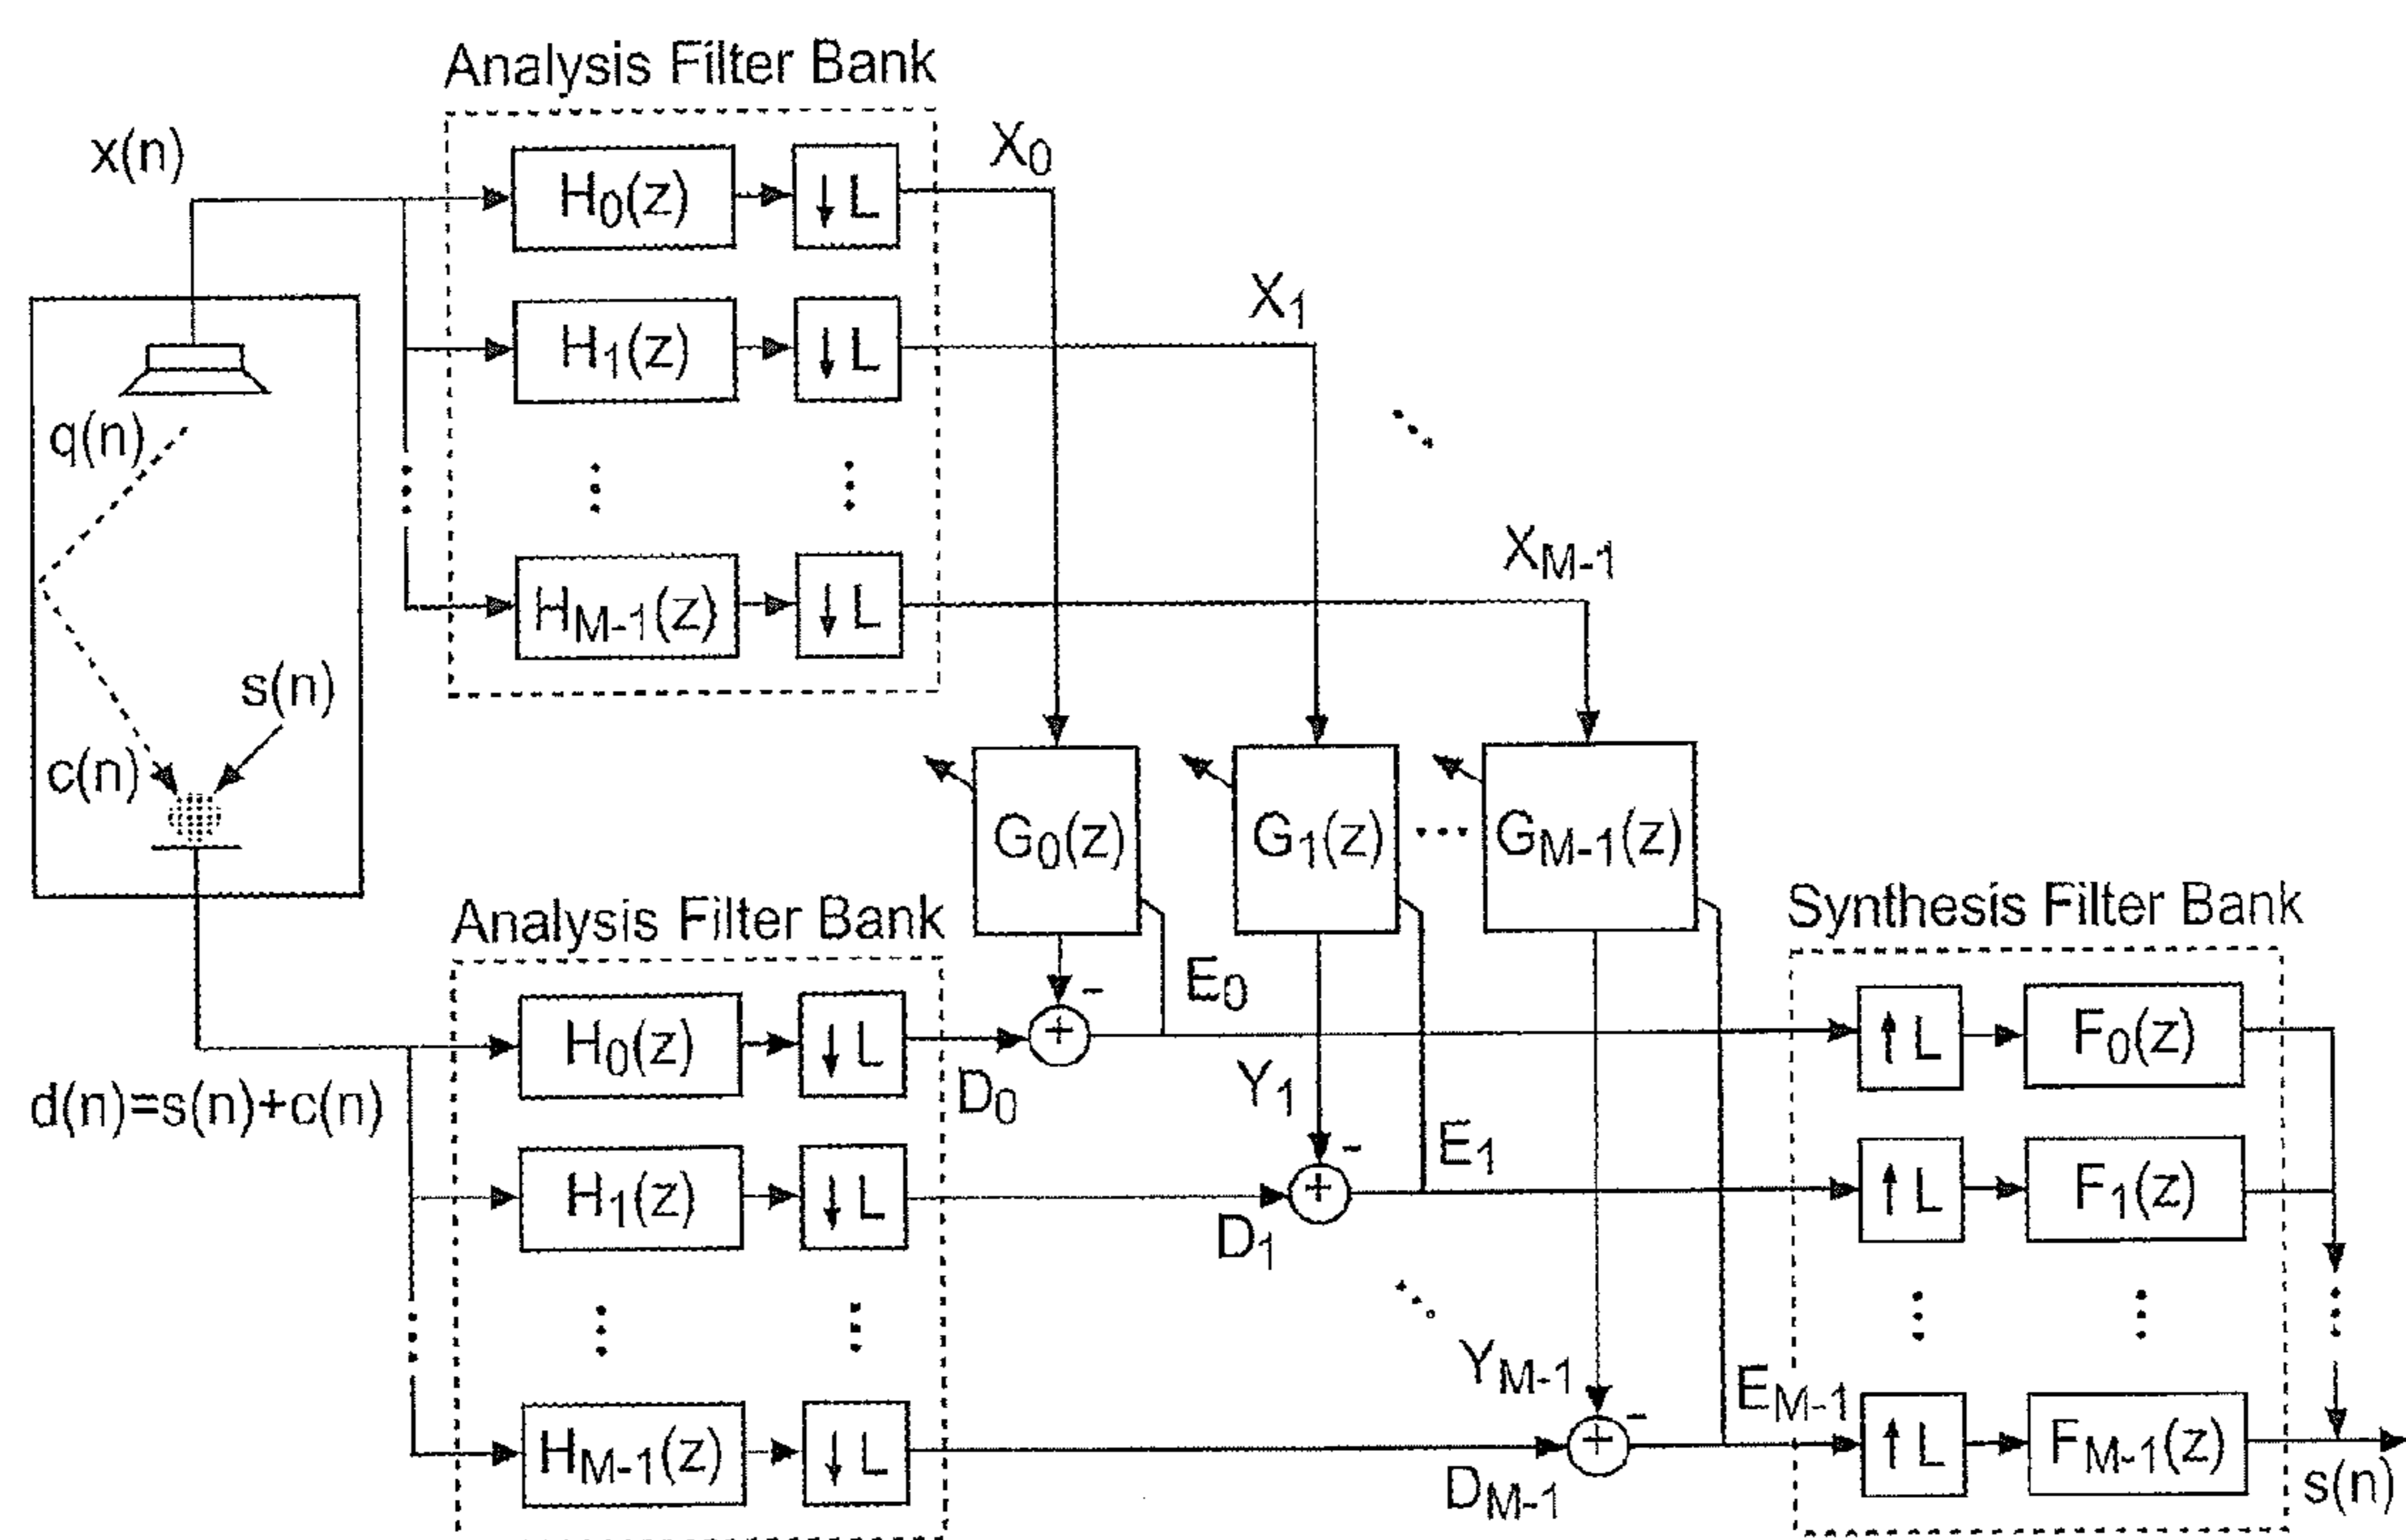 Analysis Filter Bank
x(n)
H0(z)
↓ L
X0
H1(z)
↓ L
X1
q(n)
HM-1(z)
↓ L
XM-1
s(n)
c(n)
G0(z)
G1(z)
...
GM-1(z)
Analysis Filter Bank
Synthesis Filter Bank
d(n)=s(n)+c(n)
H0(z)
↓ L
D0
+
-
E0
↑ L
F0(z)
H1(z)
↓ L
D1
Y1
+
-
E1
↑ L
F1(z)
HM-1(z)
↓ L
DM-1
YM-1
+
-
EM-1
↑ L
FM-1(z)
s(n)